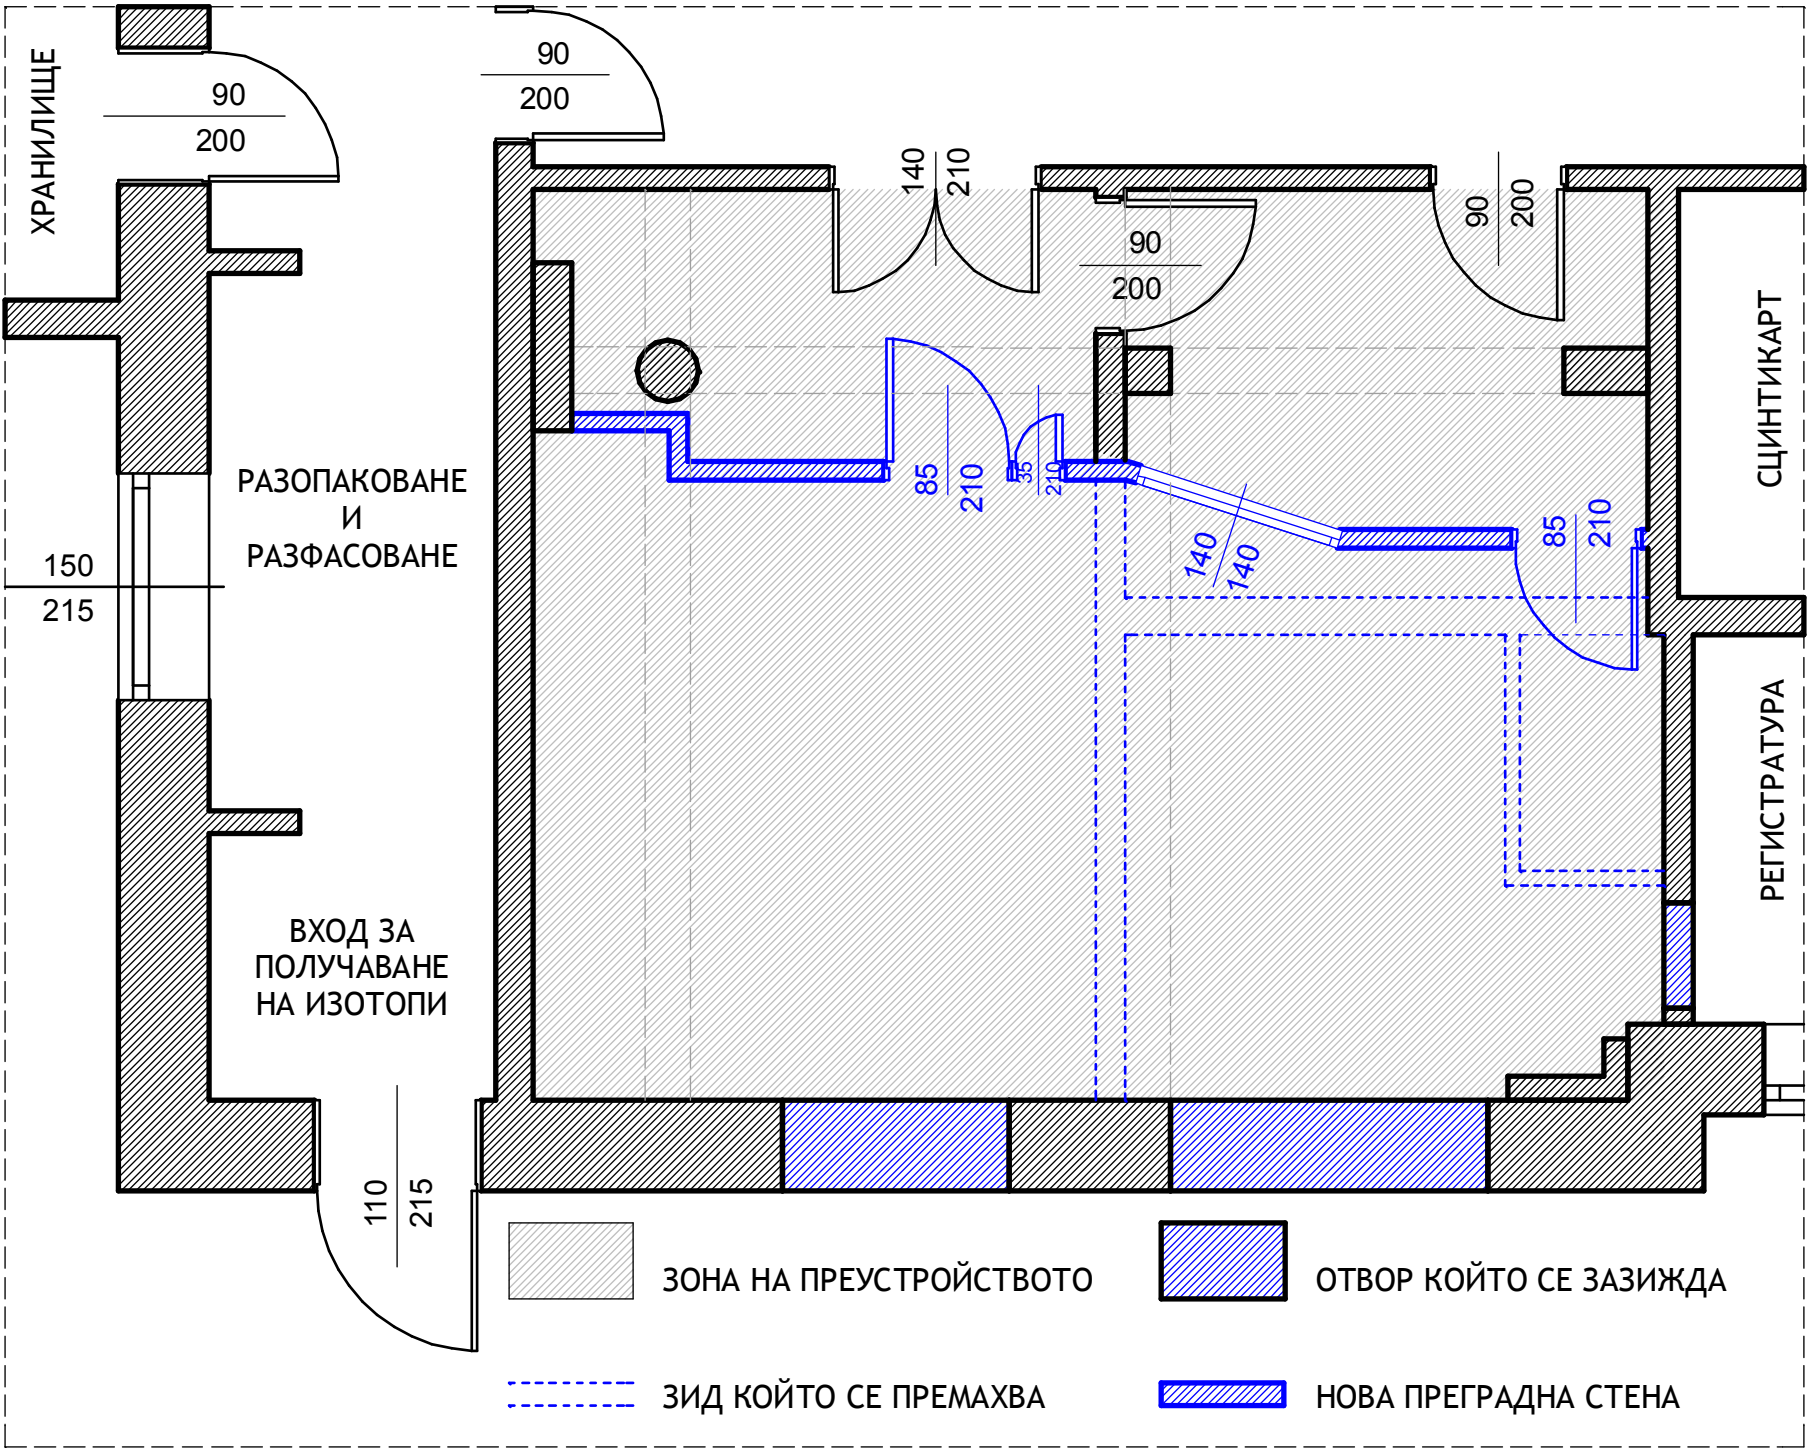 ХРАНИЛИЩЕ
90
200
90
200
140
210
90
200
90
200
СЦИНТИКАРТ
РАЗОПАКОВАНЕ
И
РАЗФАСОВАНЕ
85
210
35
210
140
140
85
210
150
215
РЕГИСТРАТУРА
ВХОД ЗА
ПОЛУЧАВАНЕ
НА ИЗОТОПИ
110
215
ЗОНА НА ПРЕУСТРОЙСТВОТО
ОТВОР КОЙТО СЕ ЗАЗИЖДА
ЗИД КОЙТО СЕ ПРЕМАХВА
НОВА ПРЕГРАДНА СТЕНА